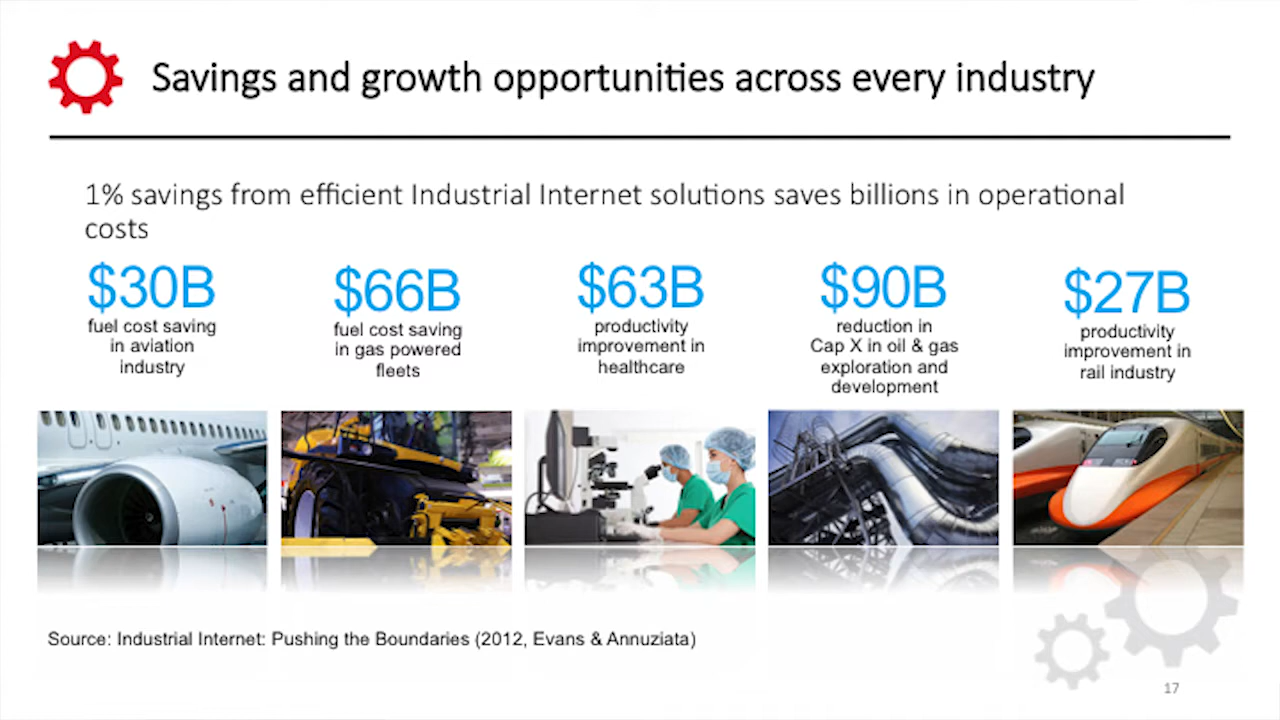 Savings and growth opportunities across every industry
1% savings from efficient Industrial Internet solutions saves billions in operational
costs
$30B
fuel cost saving
in aviation
industry
$66B
fuel cost saving
in gas powered
fleets
$63B
productivity
improvement in
healthcare
$90B
reduction in
Cap X in oil & gas
exploration and
development
$27B
productivity
improvement in
rail industry
Source: Industrial Internet: Pushing the Boundaries (2012, Evans & Annuziata)
17